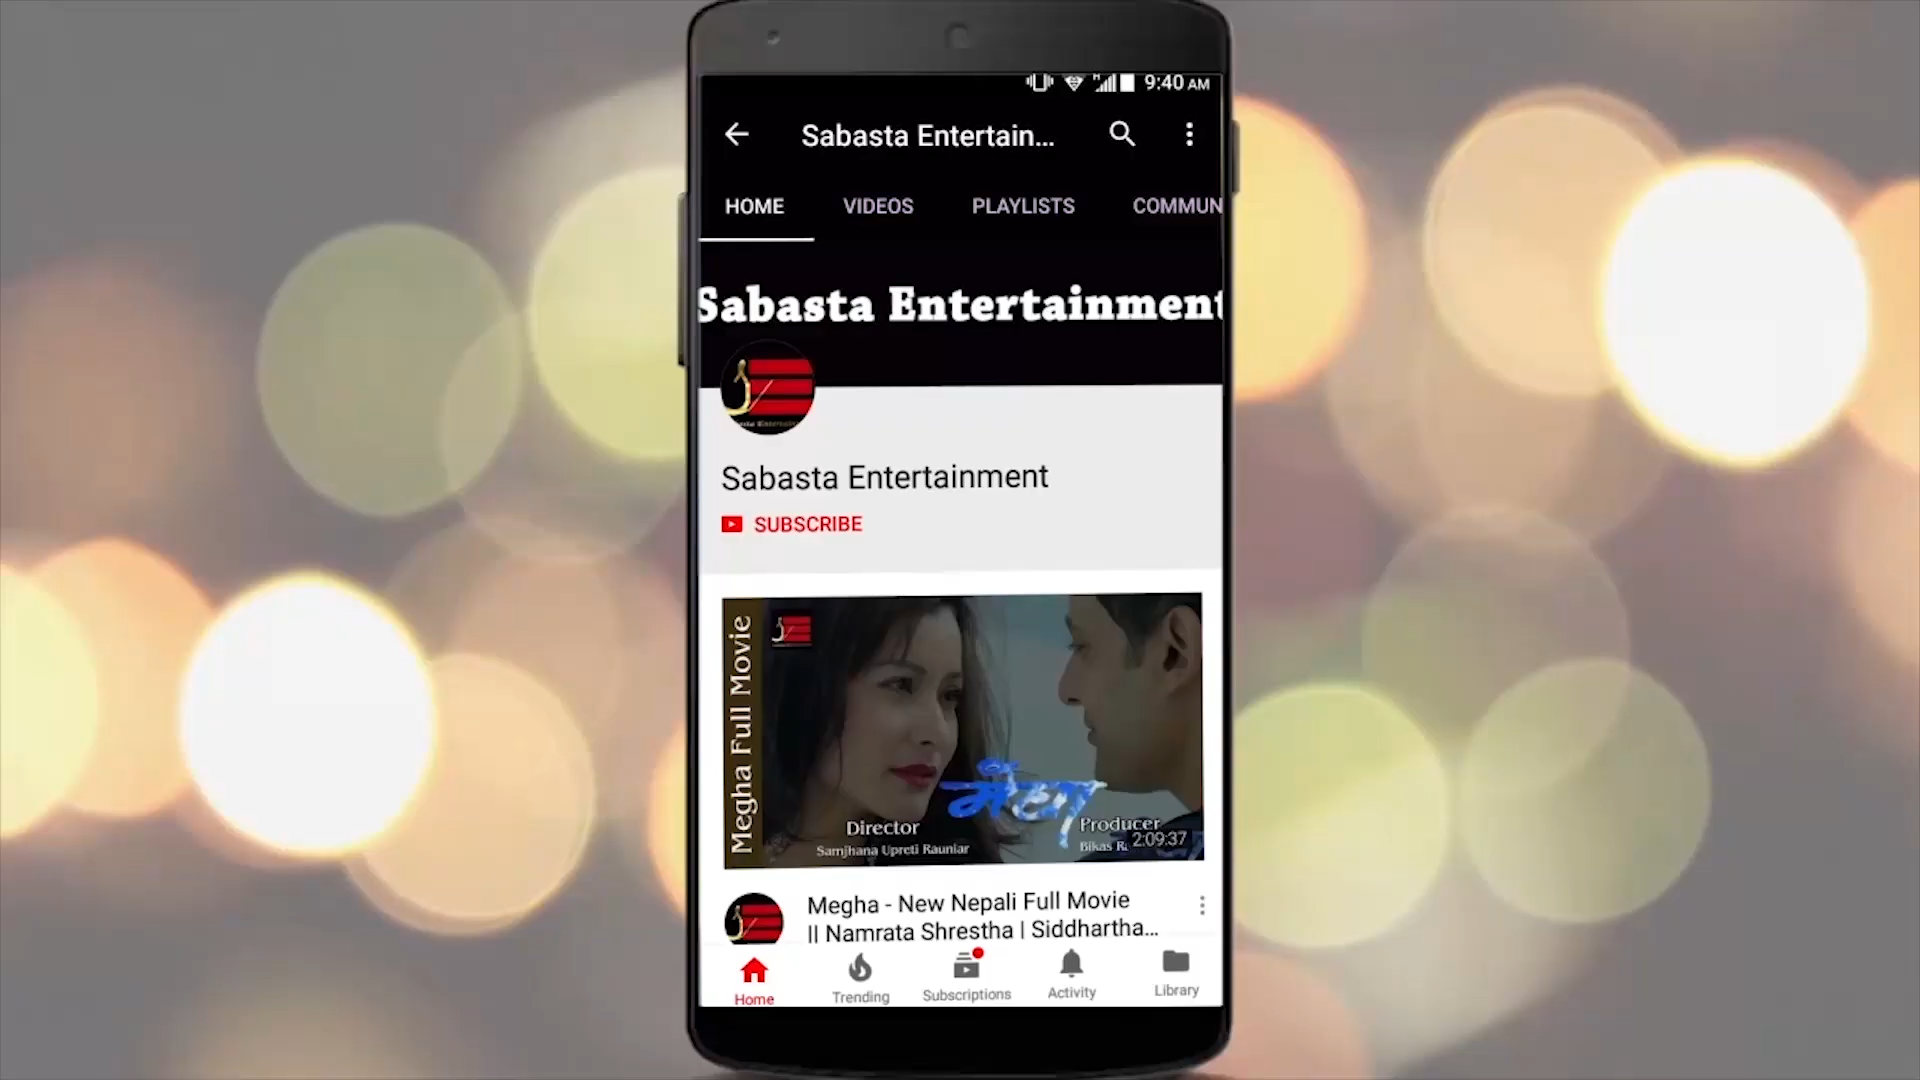 9:40 AM
Sabasta Entertain...
HOME VIDEOS PLAYLISTS COMMUN
Sabasta Entertainment
Sabasta Entertainment
SUBSCRIBE
Megha Full Movie
मेघा
Director
Samjhana Upreti Rauniar
Producer
Bikas
2:09:37
Megha - New Nepali Full Movie
|| Namrata Shrestha | Siddhartha...
Home Trending Subscriptions Activity Library